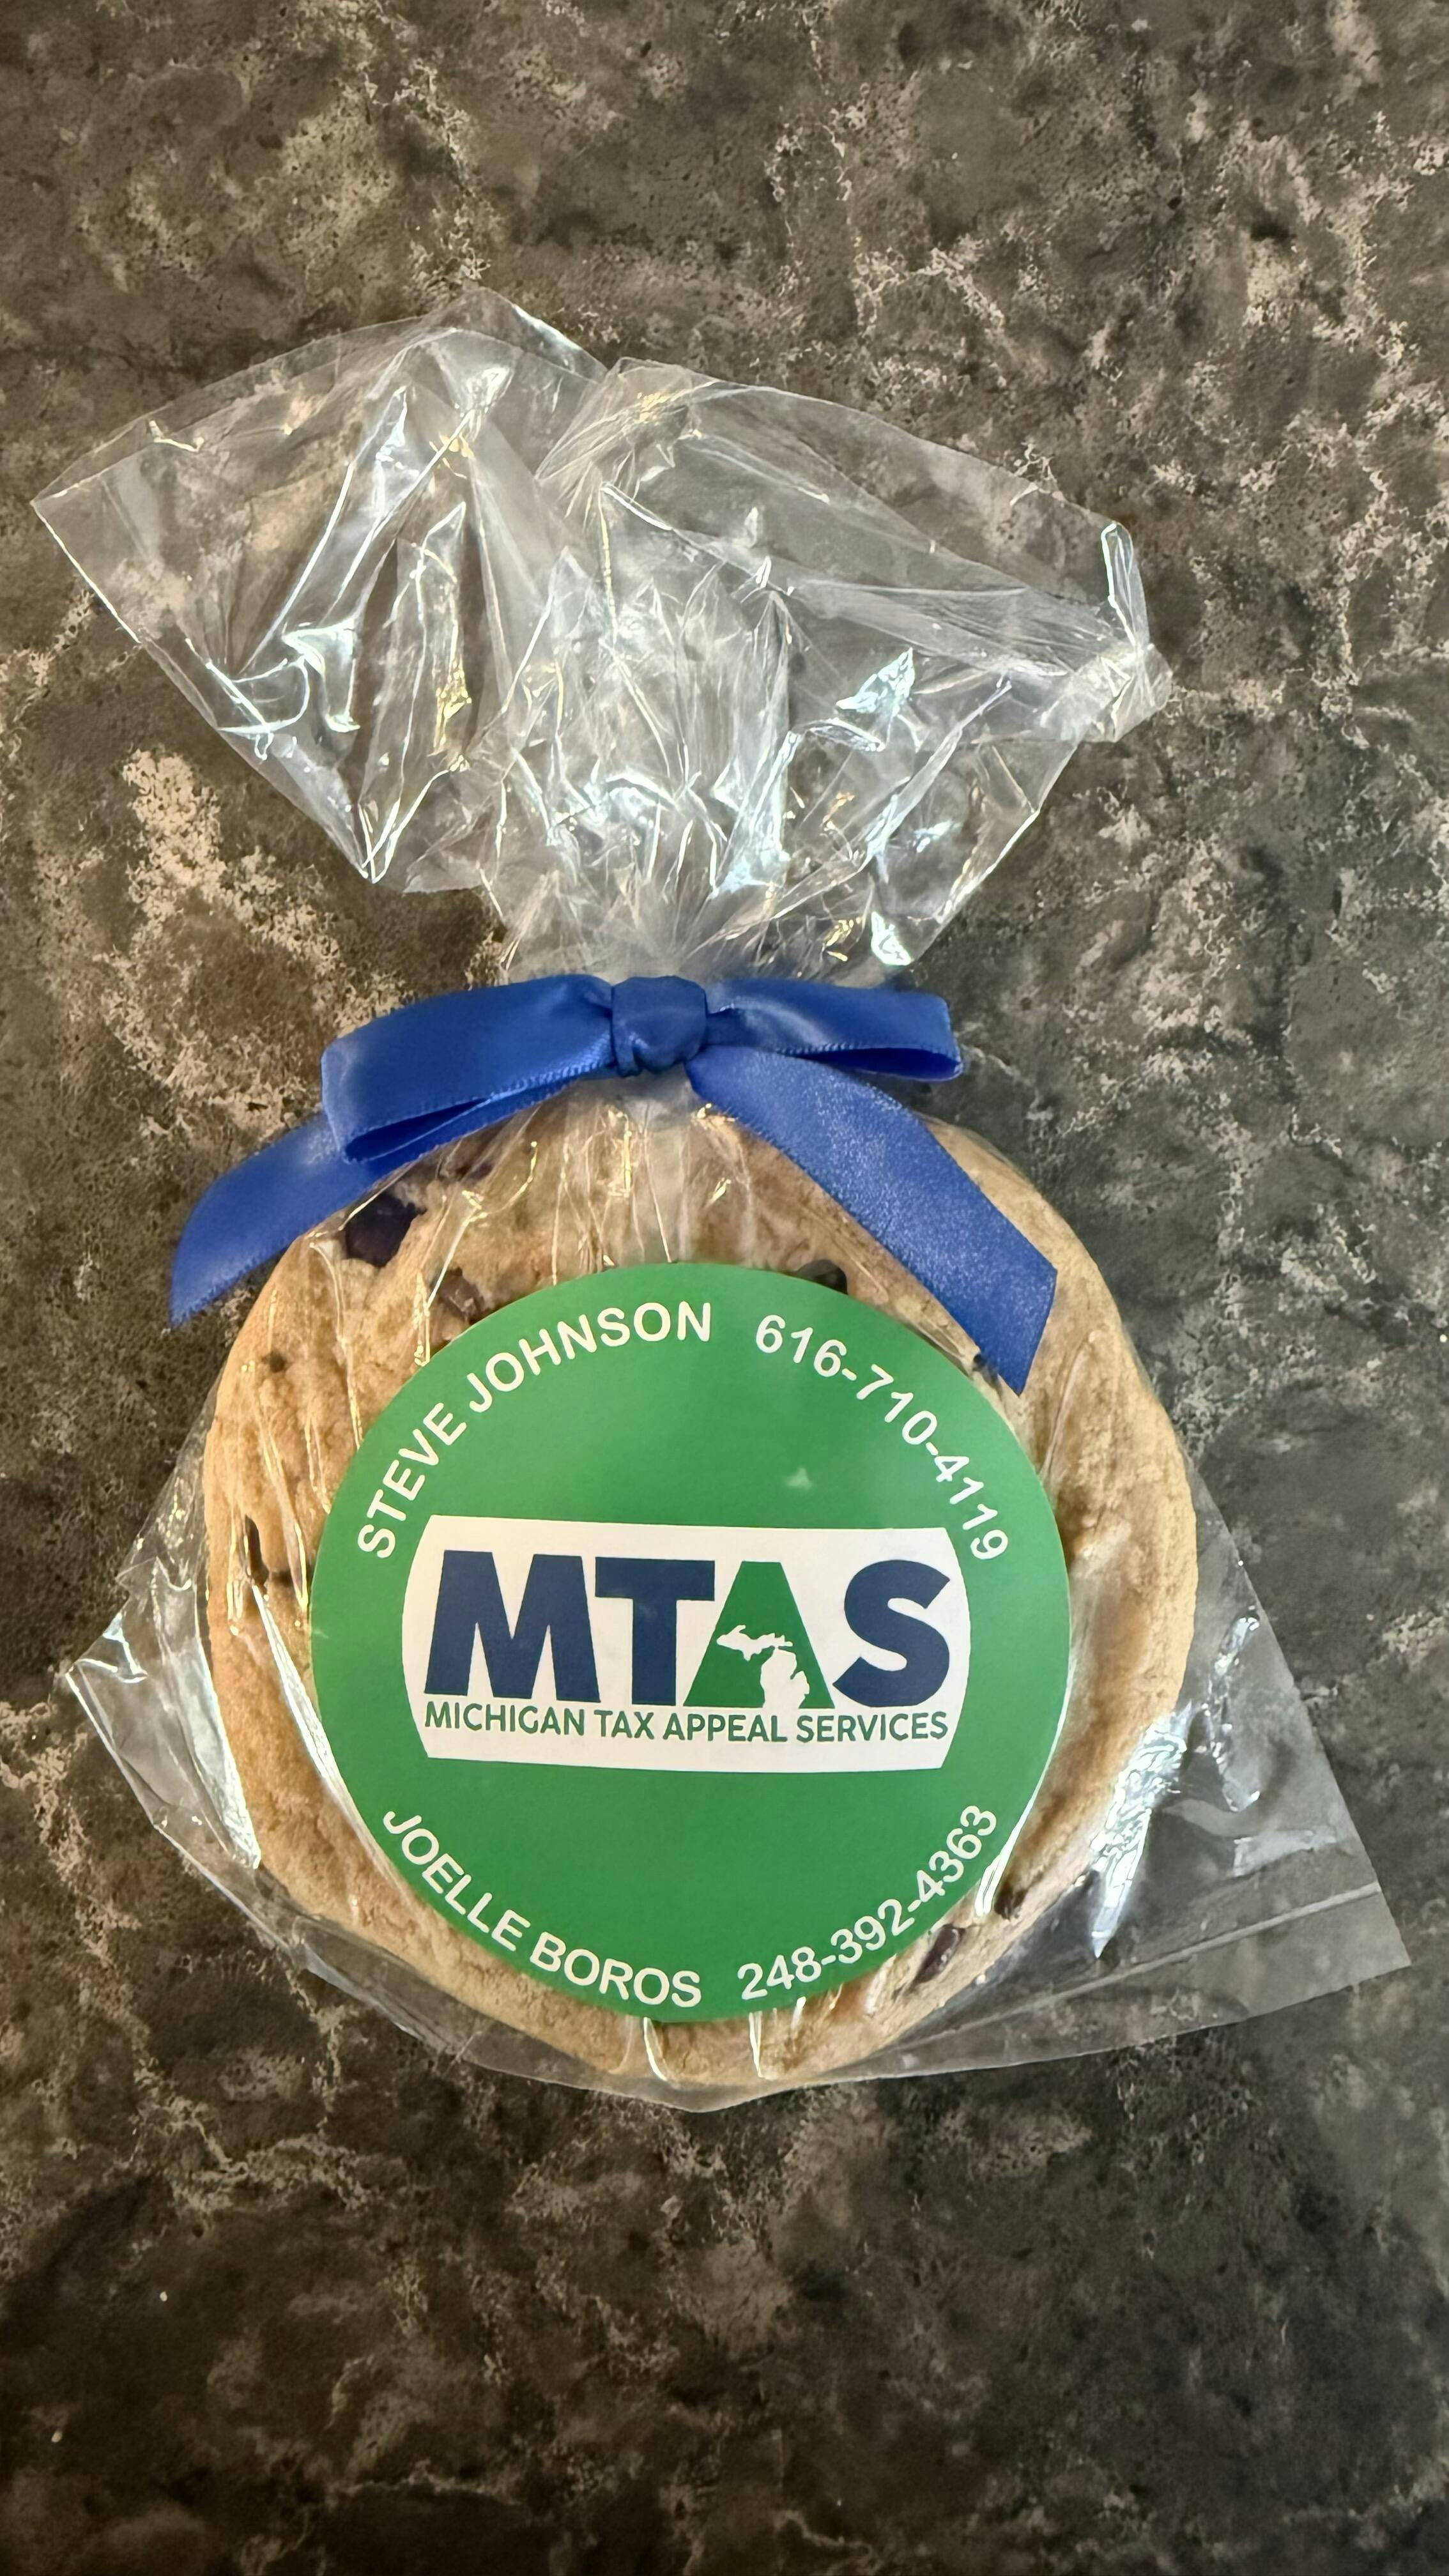 STEVE JOHNSON 616-710-4119
MTAS
MICHIGAN TAX APPEAL SERVICES
JOELLE BOROS 248-392-4363